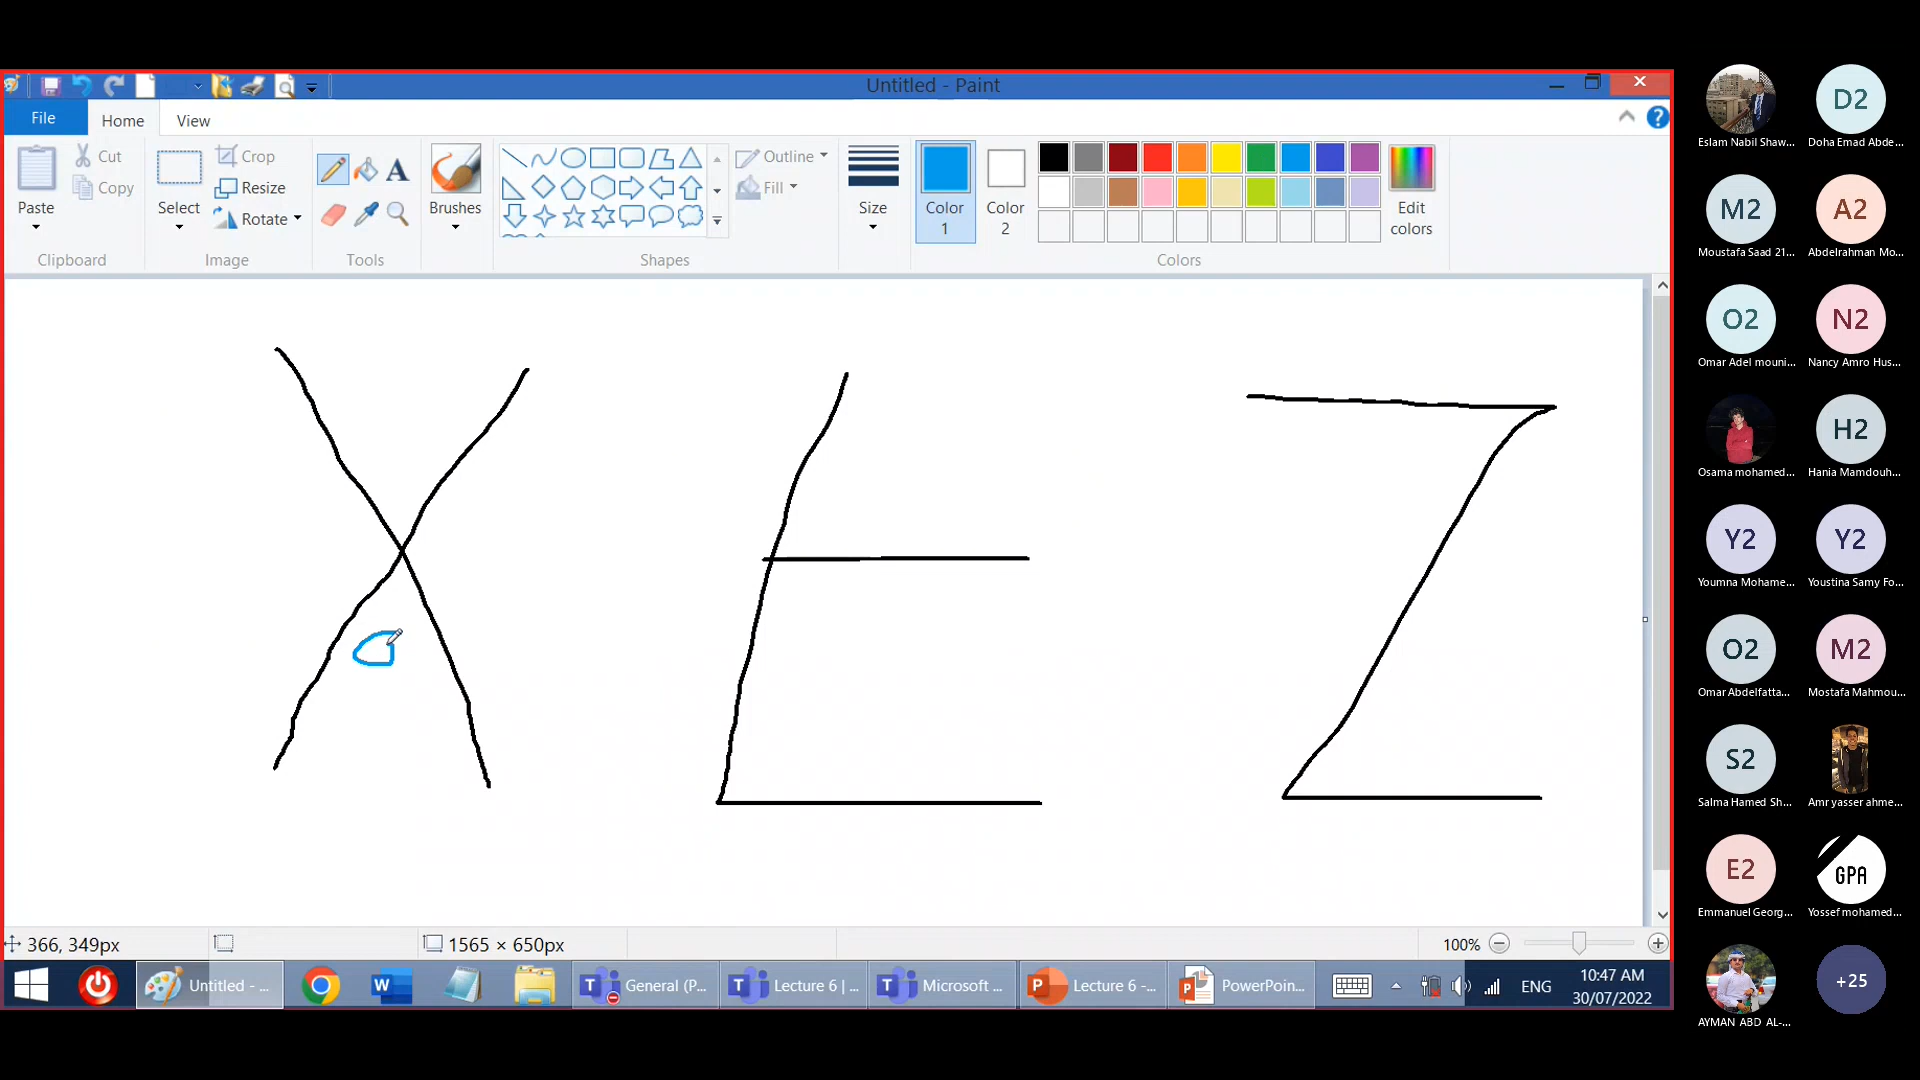 Untitled - Paint
File Home View
Cut
Copy
Paste
Clipboard
Select
Crop
Resize
Rotate
Image
Tools
Brushes
Shapes
Outline
Fill
Size
Color 1
Color 2
Edit colors
Colors
366, 349px
1565 × 650px
100%
Untitled - ...
General (P...
Lecture 6 | ...
Microsoft ...
Lecture 6 -...
PowerPoin...
ENG
10:47 AM
30/07/2022
Eslam Nabil Shaw...
D2
Doha Emad Abde...
M2
Moustafa Saad 21...
A2
Abdelrahman Mo...
O2
Omar Adel mouni...
N2
Nancy Amro Hus...
Osama mohamed...
H2
Hania Mamdouh...
Y2
Youmna Mohame...
Y2
Youstina Samy Fo...
O2
Omar Abdelfatta...
M2
Mostafa Mahmou...
S2
Salma Hamed Sh...
Amr yasser ahme...
E2
Emmanuel Georg...
GPA
Yossef mohamed...
AYMAN ABD AL-...
+25